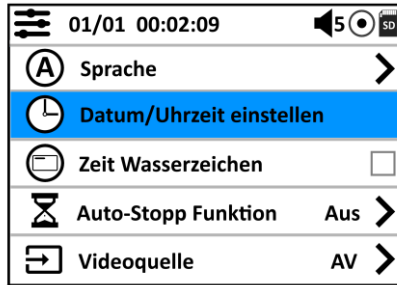 01/01 00:02:09 5 SD
A Sprache
Datum/Uhrzeit einstellen
Zeit Wasserzeichen
Auto-Stopp Funktion Aus
Videoquelle AV